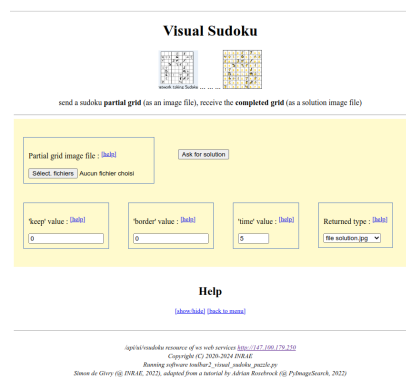 Visual Sudoku
... ... ...
send a sudoku partial grid (as an image file), receive the completed grid (as a solution image file)
Partial grid image file : [help]
Ask for solution
Sélect. fichiers Aucun fichier choisi
'keep' value : [help] 'border' value : [help] 'time' value : [help] Returned type : [help]
0 0 5 file solution.jpg
Help
[show/hide] [back to menu]
/api/ui/vsudoku resource of ws web services http://147.100.179.250
Copyright (C) 2020-2024 INRAE
Running software toulbar2_visual_sudoku_puzzle.py
Simon de Givry (@ INRAE, 2022), adapted from a tutorial by Adrian Rosebrock (@ PyImageSearch, 2022)